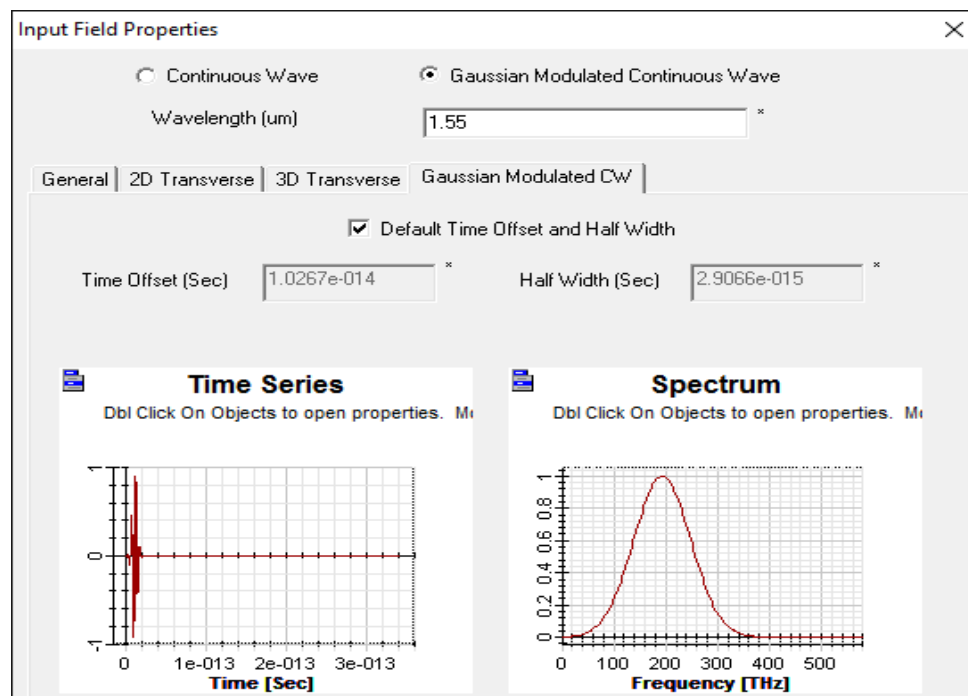 Input Field Properties
Continuous Wave
Gaussian Modulated Continuous Wave
Wavelength (um)
1.55
*
General
2D Transverse
3D Transverse
Gaussian Modulated CW
Default Time Offset and Half Width
Time Offset (Sec)
1.0267e-014
*
Half Width (Sec)
2.9066e-015
*
Time Series
Dbl Click On Objects to open properties.
1
0
-1
0 1e-013 2e-013 3e-013
Time [Sec]
Spectrum
Dbl Click On Objects to open properties.
1
0.8
0.6
0.4
0.2
0
0 100 200 300 400 500
Frequency [THz]